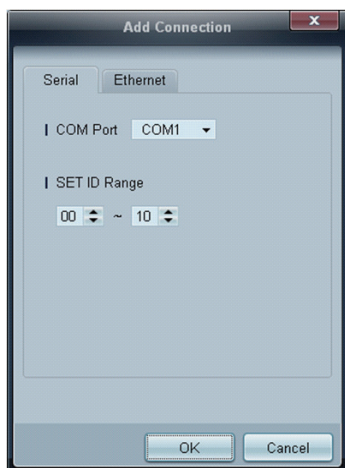 Add Connection
Serial Ethernet
COM Port COM1
SET ID Range
00 ~ 10
OK Cancel